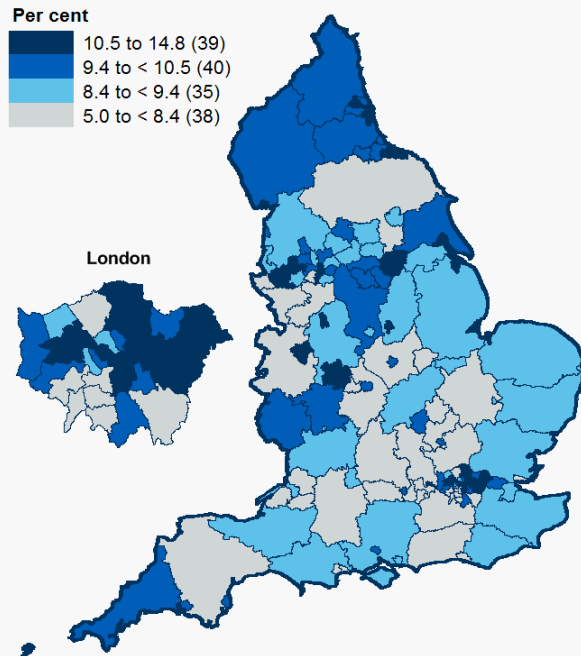 Per cent
10.5 to 14.8 (39)
9.4 to < 10.5 (40)
8.4 to < 9.4 (35)
5.0 to < 8.4 (38)
London